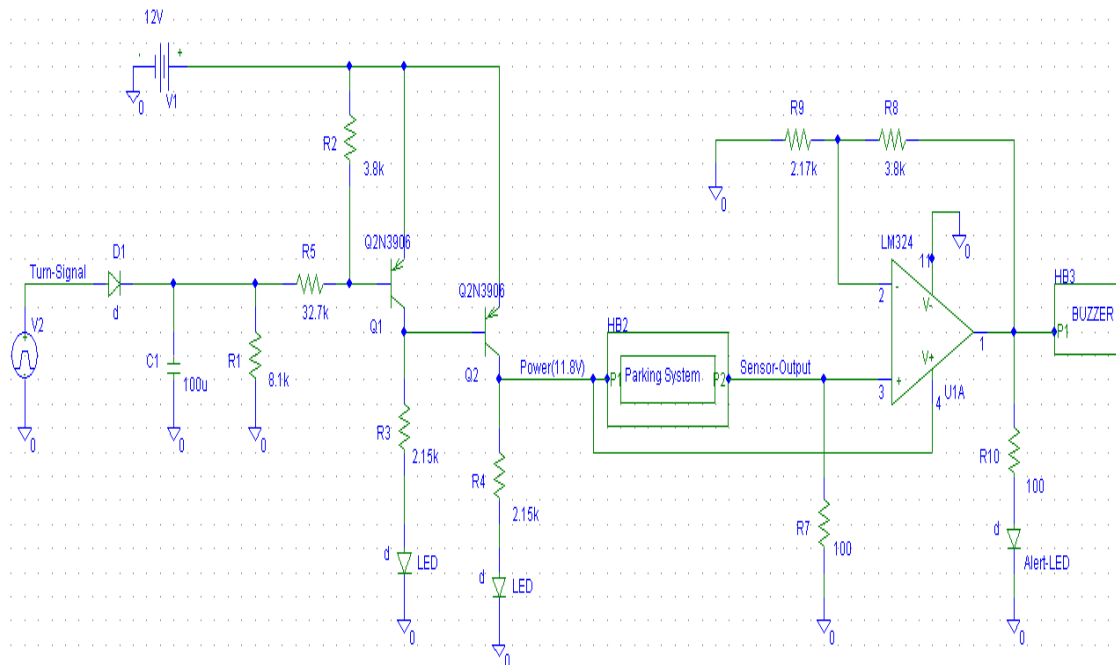 12V
V1
0
R2
3.8k
Q2N3906
Q1
Q2N3906
Q2
Turn-Signal
D1
d
R5
32.7k
V2
C1
100u
R1
8.1k
0
0
0
R3
2.15k
d
LED
0
R4
2.15k
d
LED
0
Power(11.8V)
HB2
P1
Parking System
P2
Sensor-Output
R7
100
0
R9
2.17k
R8
3.8k
0
LM324
11
0
2
-
V-
3
+
V+
1
U1A
4
HB3
P1
BUZZER
R10
100
d
Alert-LED
0